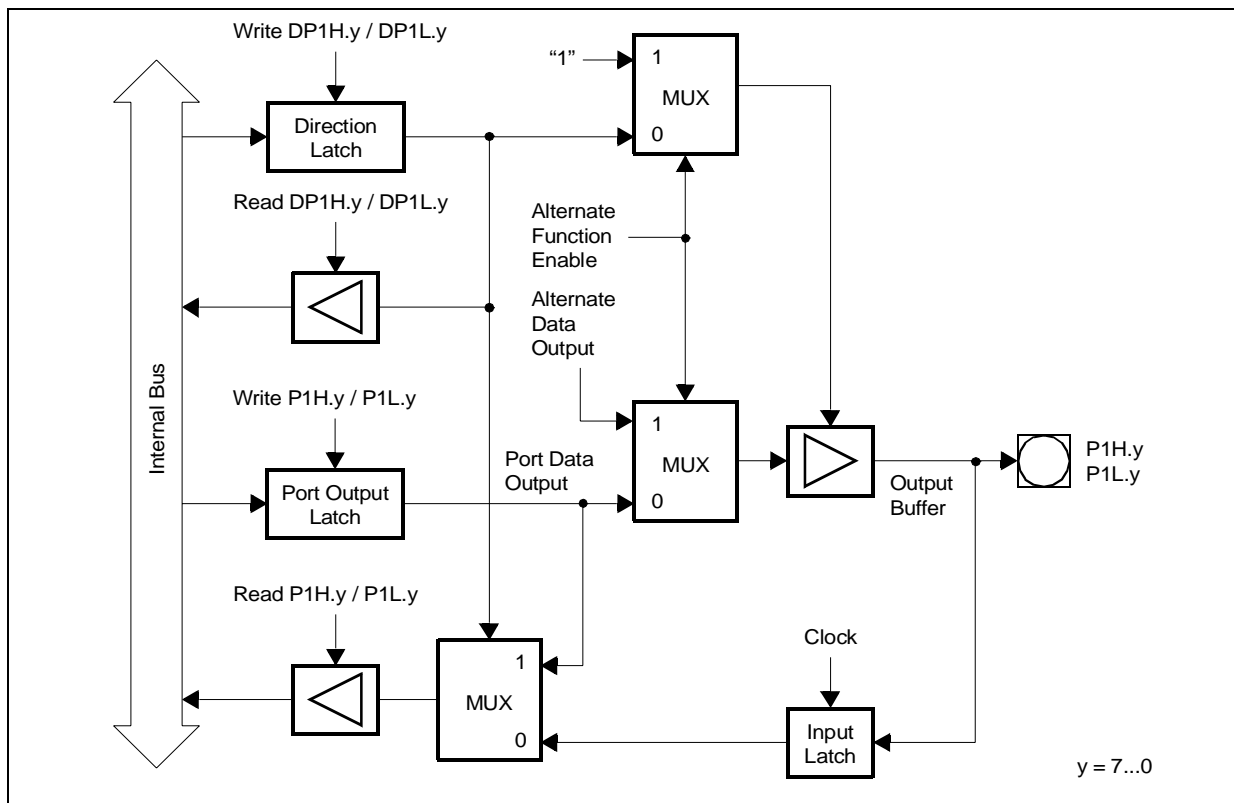 Write DP1H.y / DP1L.y
“1”
1
MUX
0
Direction
Latch
Read DP1H.y / DP1L.y
Alternate
Function
Enable
Alternate
Data
Output
Internal Bus
Write P1H.y / P1L.y
Port Output
Latch
Port Data
Output
1
MUX
0
Output
Buffer
P1H.y
P1L.y
Read P1H.y / P1L.y
1
MUX
0
Clock
Input
Latch
y = 7...0